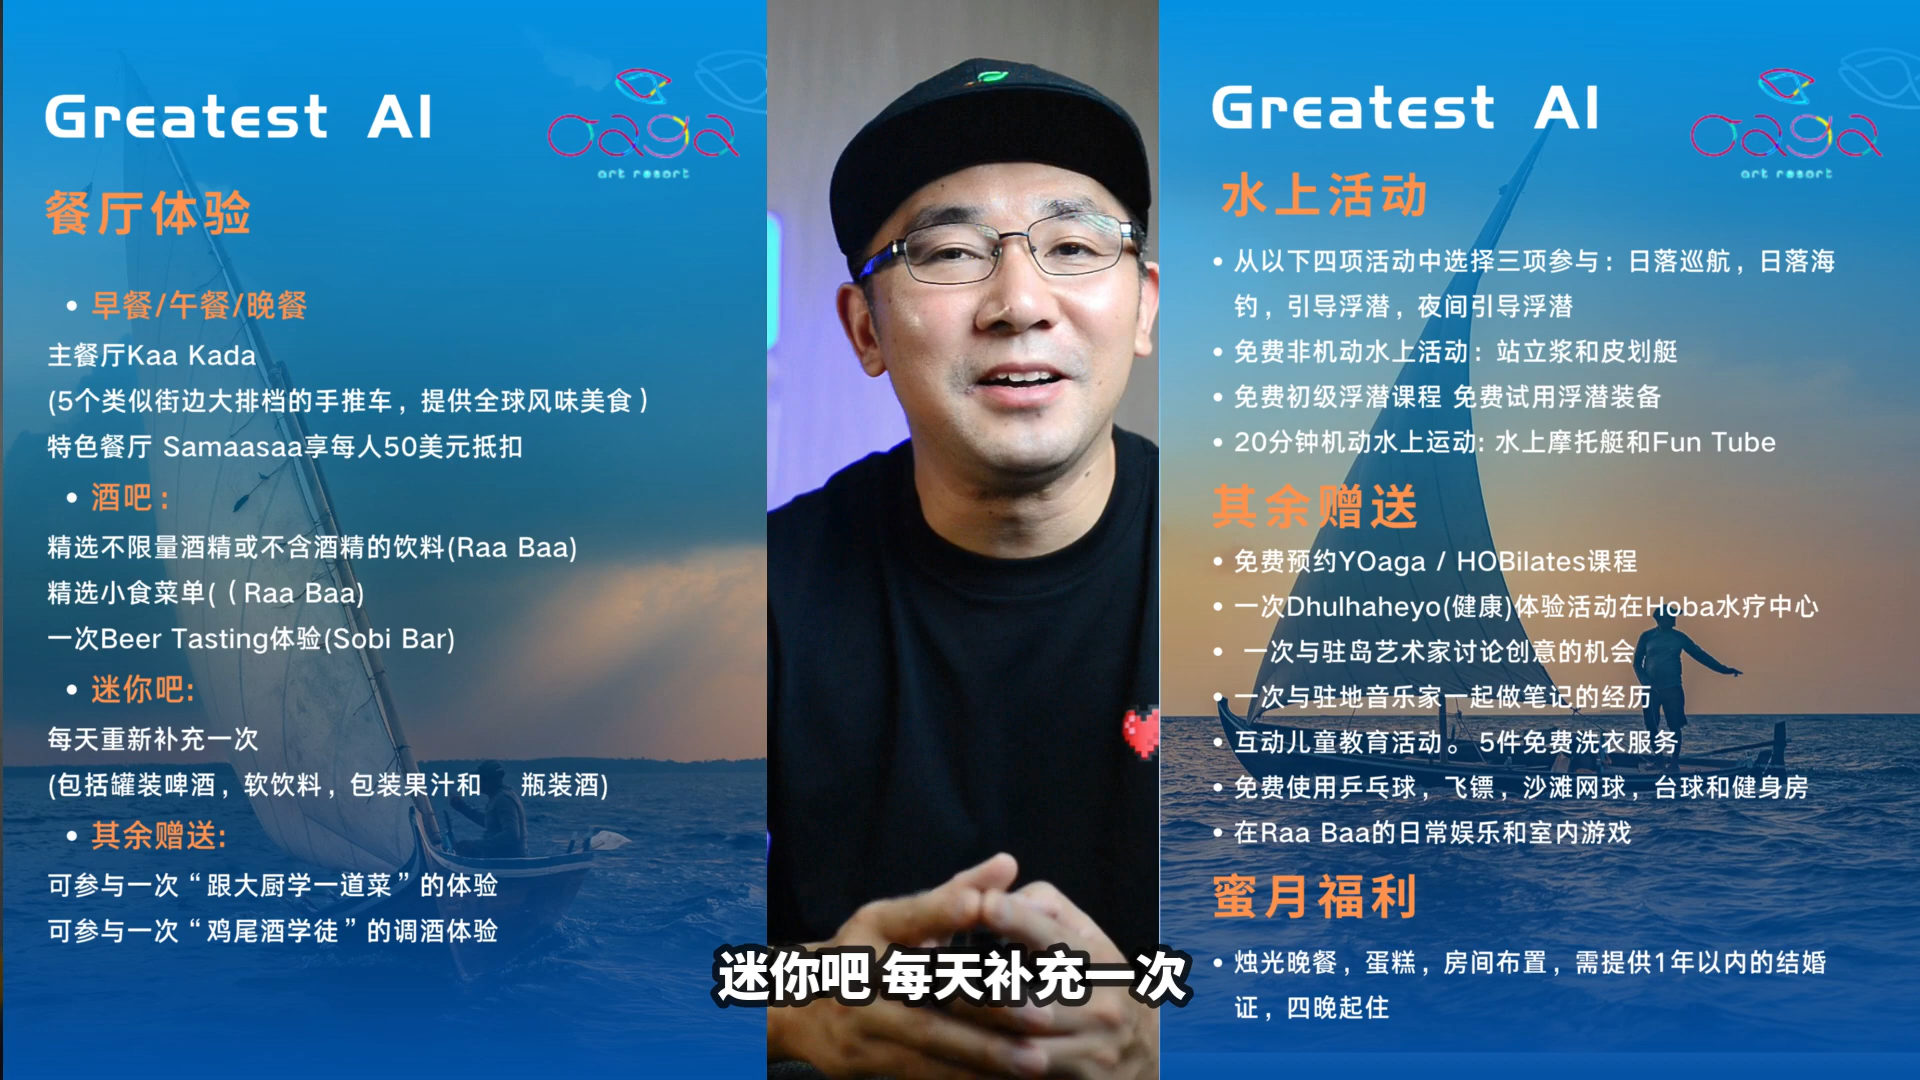 Greatest AI
oaga
art resort
餐厅体验
• 早餐/午餐/晚餐
主餐厅Kaa Kada
(5个类似街边大排档的手推车，提供全球风味美食）
特色餐厅 Samaasaa享每人50美元抵扣
• 酒吧：
精选不限量酒精或不含酒精的饮料(Raa Baa)
精选小食菜单(（Raa Baa)
一次Beer Tasting体验(Sobi Bar)
• 迷你吧:
每天重新补充一次
(包括罐装啤酒，软饮料，包装果汁和 瓶装酒)
• 其余赠送:
可参与一次“跟大厨学一道菜”的体验
可参与一次“鸡尾酒学徒”的调酒体验
迷你吧 每天补充一次
Greatest AI
oaga
art resort
水上活动
• 从以下四项活动中选择三项参与：日落巡航，日落海
钓，引导浮潜，夜间引导浮潜
• 免费非机动水上活动：站立浆和皮划艇
• 免费初级浮潜课程 免费试用浮潜装备
• 20分钟机动水上运动: 水上摩托艇和Fun Tube
其余赠送
• 免费预约YOaga / HOBilates课程
• 一次Dhulhaheyo(健康)体验活动在Hoba水疗中心
• 一次与驻岛艺术家讨论创意的机会
• 一次与驻地音乐家一起做笔记的经历
• 互动儿童教育活动。 5件免费洗衣服务
• 免费使用乒乓球，飞镖，沙滩网球，台球和健身房
• 在Raa Baa的日常娱乐和室内游戏
蜜月福利
• 烛光晚餐，蛋糕，房间布置，需提供1年以内的结婚
证，四晚起住